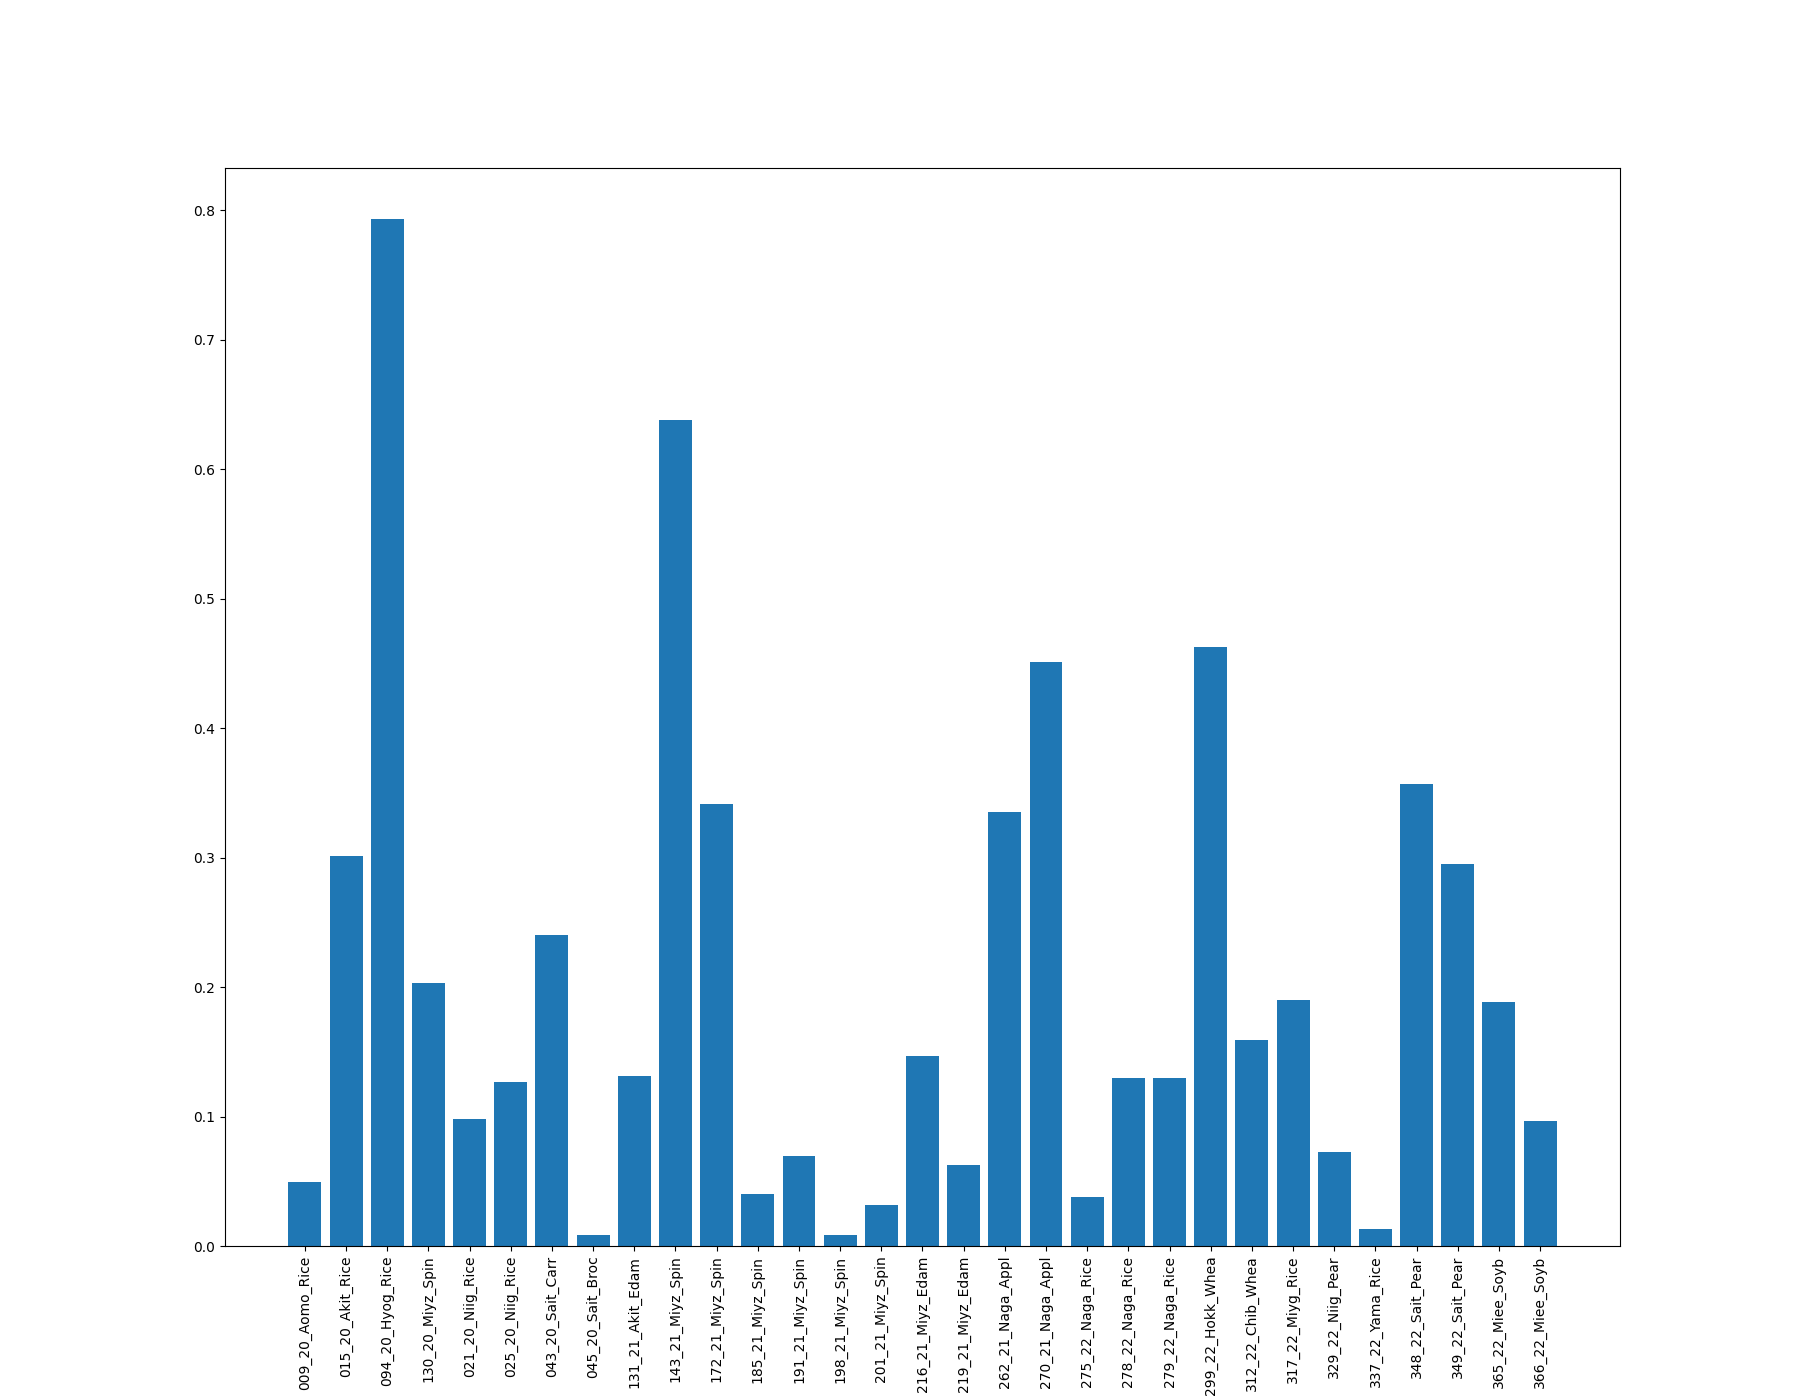 0.8
0.7
0.6
0.5
0.4
0.3
0.2
0.1
0.0
009_20_Aomo_Rice
015_20_Akit_Rice
094_20_Hyog_Rice
130_20_Miyz_Spin
021_20_Niig_Rice
025_20_Niig_Rice
043_20_Sait_Carr
045_20_Sait_Broc
131_21_Akit_Edam
143_21_Miyz_Spin
172_21_Miyz_Spin
185_21_Miyz_Spin
191_21_Miyz_Spin
198_21_Miyz_Spin
201_21_Miyz_Spin
216_21_Miyz_Edam
219_21_Miyz_Edam
262_21_Naga_Appl
270_21_Naga_Appl
275_22_Naga_Rice
278_22_Naga_Rice
279_22_Naga_Rice
299_22_Hokk_Whea
312_22_Chib_Whea
317_22_Miyg_Rice
329_22_Niig_Pear
337_22_Yama_Rice
348_22_Sait_Pear
349_22_Sait_Pear
365_22_Miee_Soyb
366_22_Miee_Soyb